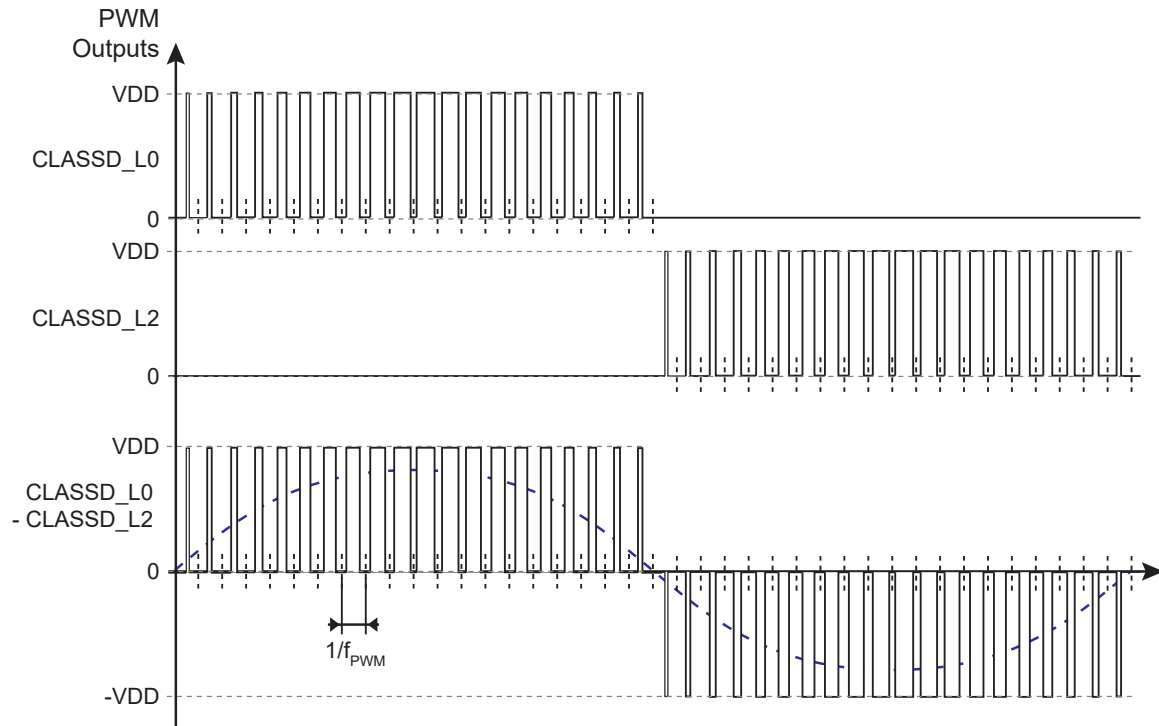 PWM
Outputs
VDD
CLASSD_L0
0
VDD
CLASSD_L2
0
VDD
CLASSD_L0
- CLASSD_L2
0
1/fPWM
-VDD